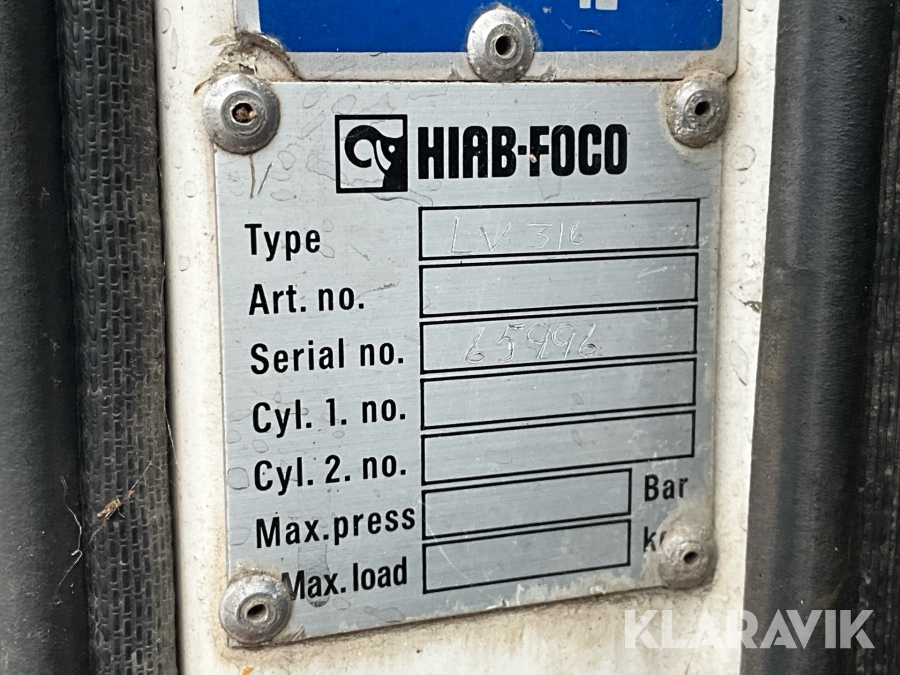 HIAB-FOCO
Type LV 316
Art. no.
Serial no. 65996
Cyl. 1. no.
Cyl. 2. no.
Max.press Bar
Max. load
KLARAVIK